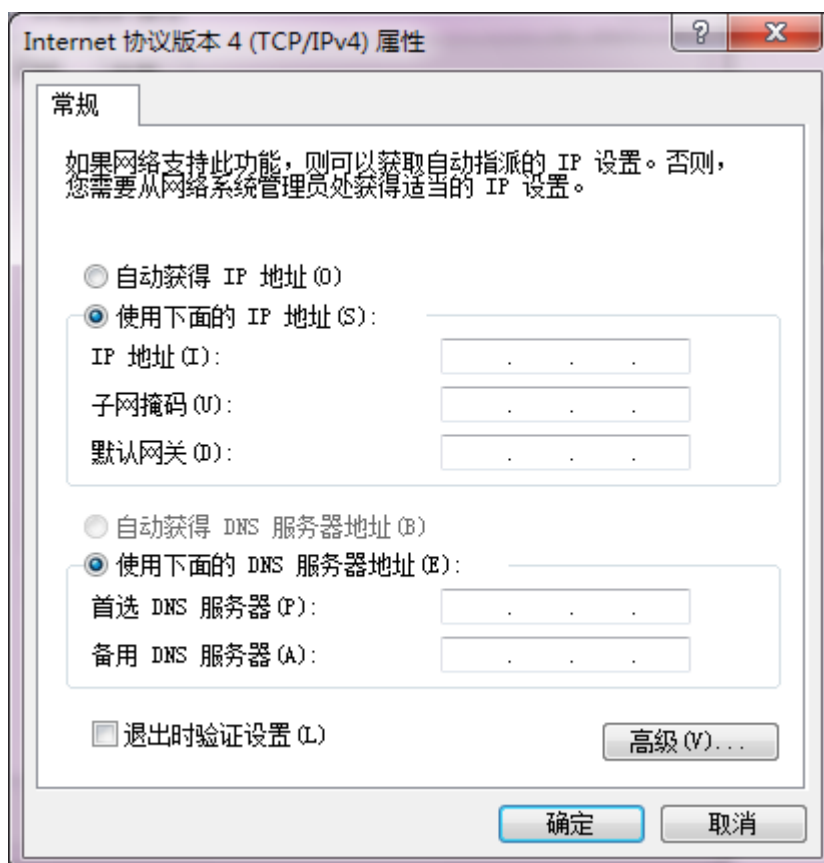 Internet 协议版本 4 (TCP/IPv4) 属性
常规
如果网络支持此功能，则可以获取自动指派的 IP 设置。否则，
您需要从网络系统管理员处获得适当的 IP 设置。
自动获得 IP 地址(O)
使用下面的 IP 地址(S):
IP 地址(I):
子网掩码(U):
默认网关(D):
自动获得 DNS 服务器地址(B)
使用下面的 DNS 服务器地址(E):
首选 DNS 服务器(P):
备用 DNS 服务器(A):
退出时验证设置(L)
高级(V)...
确定 取消